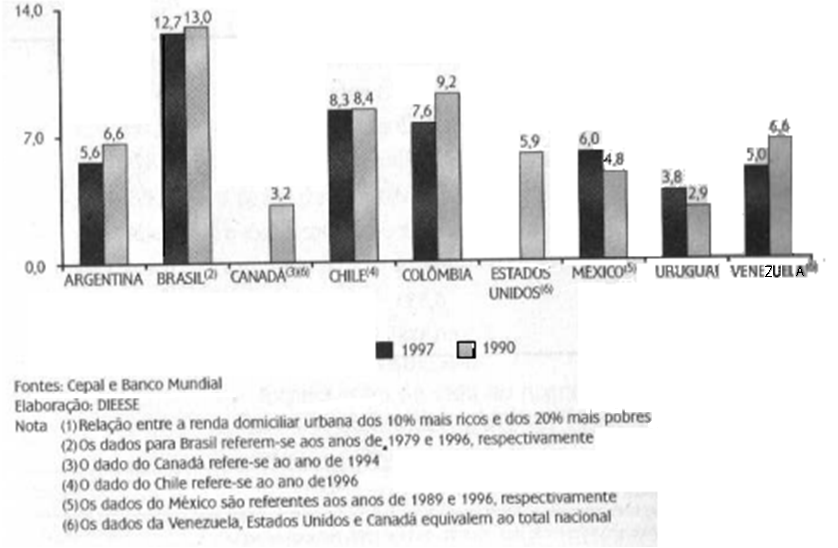 14,0
12,7 13,0
9,2
8,3 8,4
7,6
7,0
6,6
5,6
5,9
6,0
4,8
6,6
5,0
3,2
3,8
2,9
0,0
ARGENTINA BRASIL(2) CANADÁ(3)(6) CHILE(4) COLÔMBIA ESTADOS UNIDOS(6) MÉXICO(5) URUGUAI VENEZUELA(6)
1997 1990
Fontes: Cepal e Banco Mundial
Elaboração: DIEESE
Nota (1)Relação entre a renda domiciliar urbana dos 10% mais ricos e dos 20% mais pobres
(2)Os dados para Brasil referem-se aos anos de 1979 e 1996, respectivamente
(3)O dado do Canadá refere-se ao ano de 1994
(4)O dado do Chile refere-se ao ano de1996
(5)Os dados do México são referentes aos anos de 1989 e 1996, respectivamente
(6)Os dados da Venezuela, Estados Unidos e Canadá equivalem ao total nacional